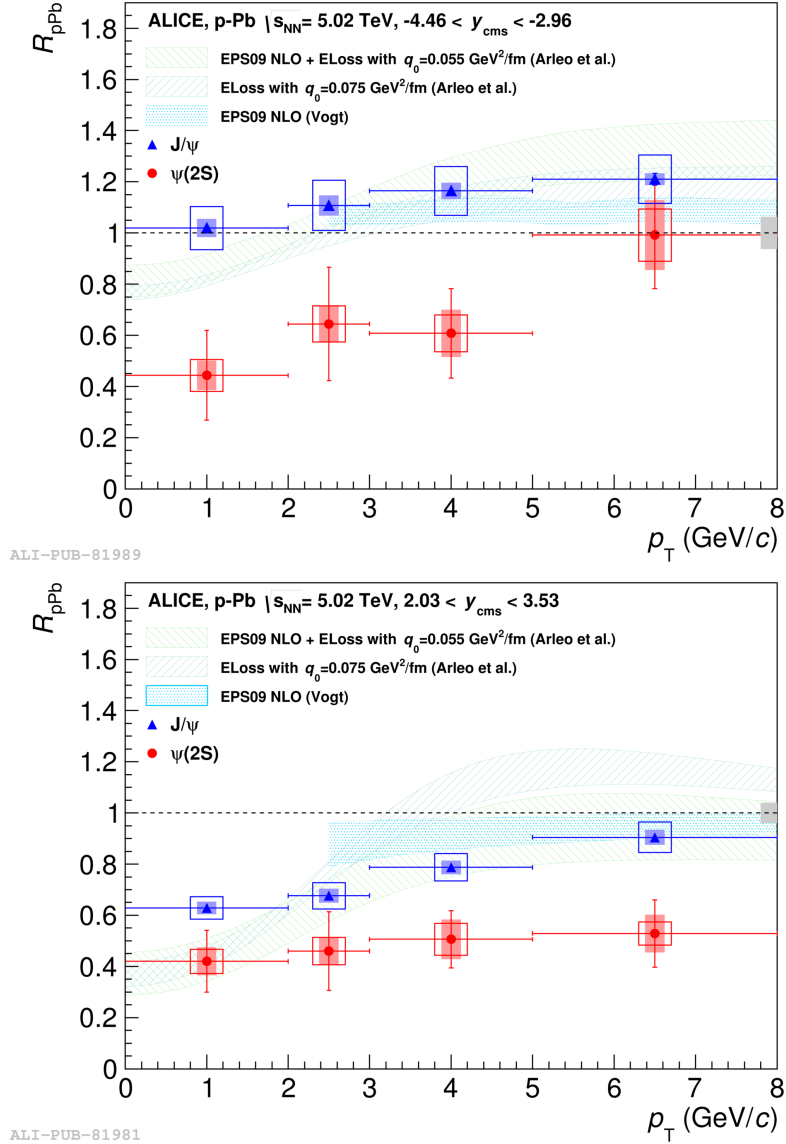 ALICE, p-Pb √sNN= 5.02 TeV, -4.46 < ycms < -2.96
EPS09 NLO + ELoss with q0=0.055 GeV²/fm (Arleo et al.)
ELoss with q0=0.075 GeV²/fm (Arleo et al.)
EPS09 NLO (Vogt)
J/ψ
ψ(2S)
RpPb
1.8
1.6
1.4
1.2
1
0.8
0.6
0.4
0.2
0
0 1 2 3 4 5 6 7 8
pT (GeV/c)
ALI-PUB-81989
ALICE, p-Pb √sNN= 5.02 TeV, 2.03 < ycms < 3.53
EPS09 NLO + ELoss with q0=0.055 GeV²/fm (Arleo et al.)
ELoss with q0=0.075 GeV²/fm (Arleo et al.)
EPS09 NLO (Vogt)
J/ψ
ψ(2S)
RpPb
1.8
1.6
1.4
1.2
1
0.8
0.6
0.4
0.2
0
0 1 2 3 4 5 6 7 8
pT (GeV/c)
ALI-PUB-81981